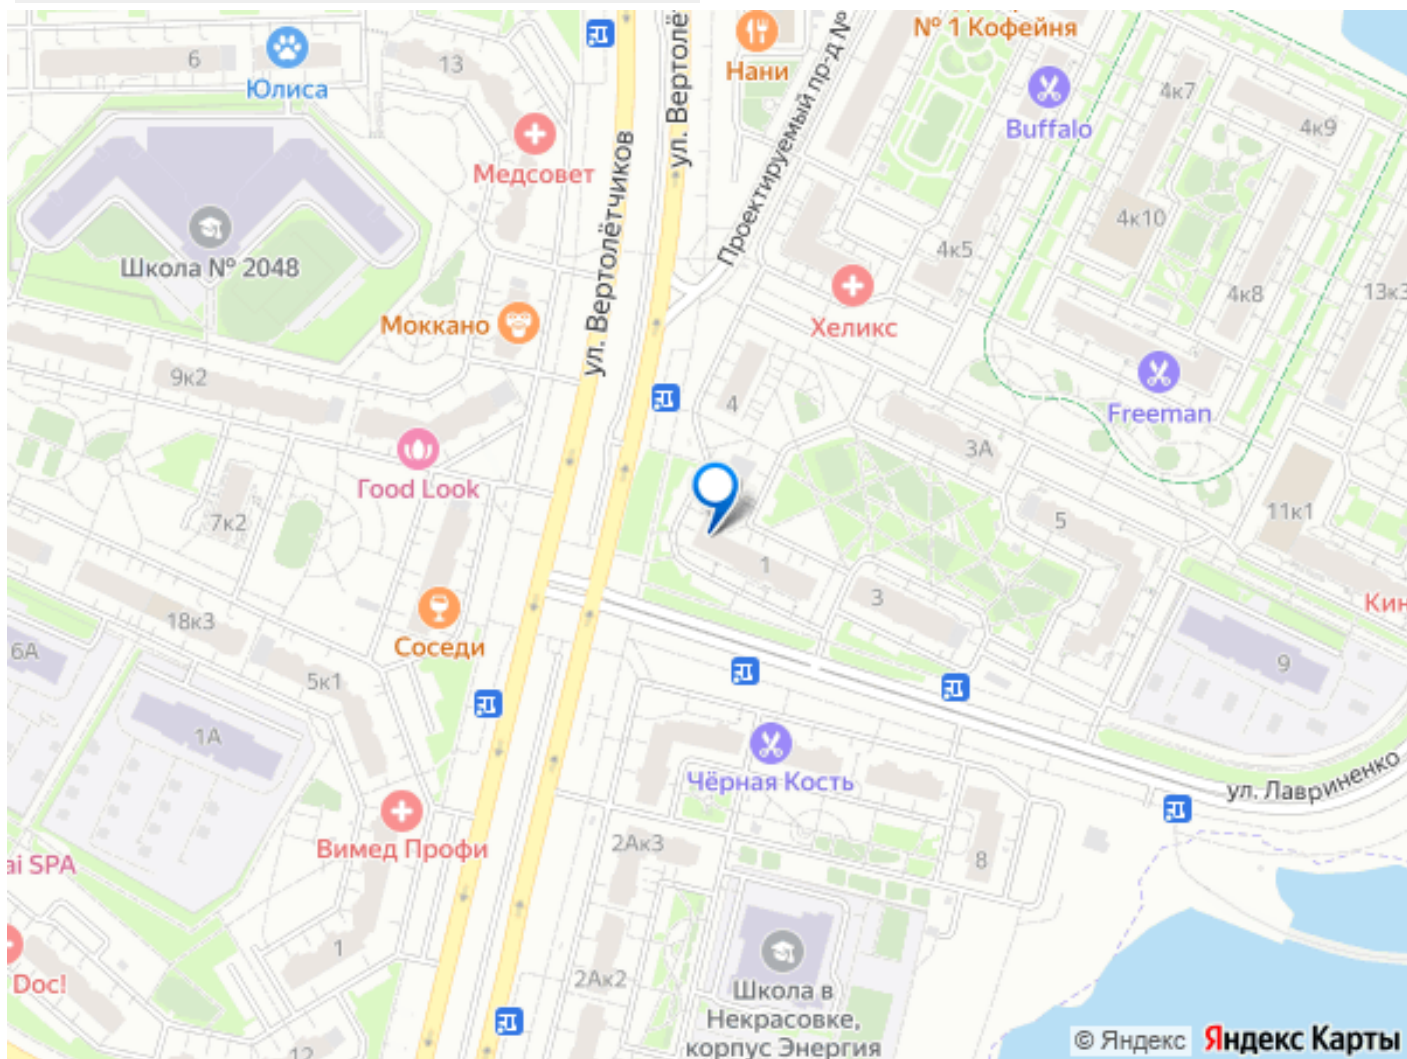 № 1 Кофейня
6
Юлиса
13
ул. Вертолё
Нани
Проектируемый пр-д №
Buffalo
4к7
4к9
Медсовет
ул. Вертолётчиков
4к10
4к5
Школа № 2048
4к8
13к3
Моккано
Хеликс
9к2
4
Freeman
3А
Food Look
7к2
5
11к1
1
3
Кин
18к3
Соседи
6А
9
5к1
1А
Чёрная Кость
ул. Лавриненко
Вимед Профи
2Ак3
8
ai SPA
1
Doc!
2Ак2
Школа в
Некрасовке,
корпус Энергия
12
© Яндекс Яндекс Карты